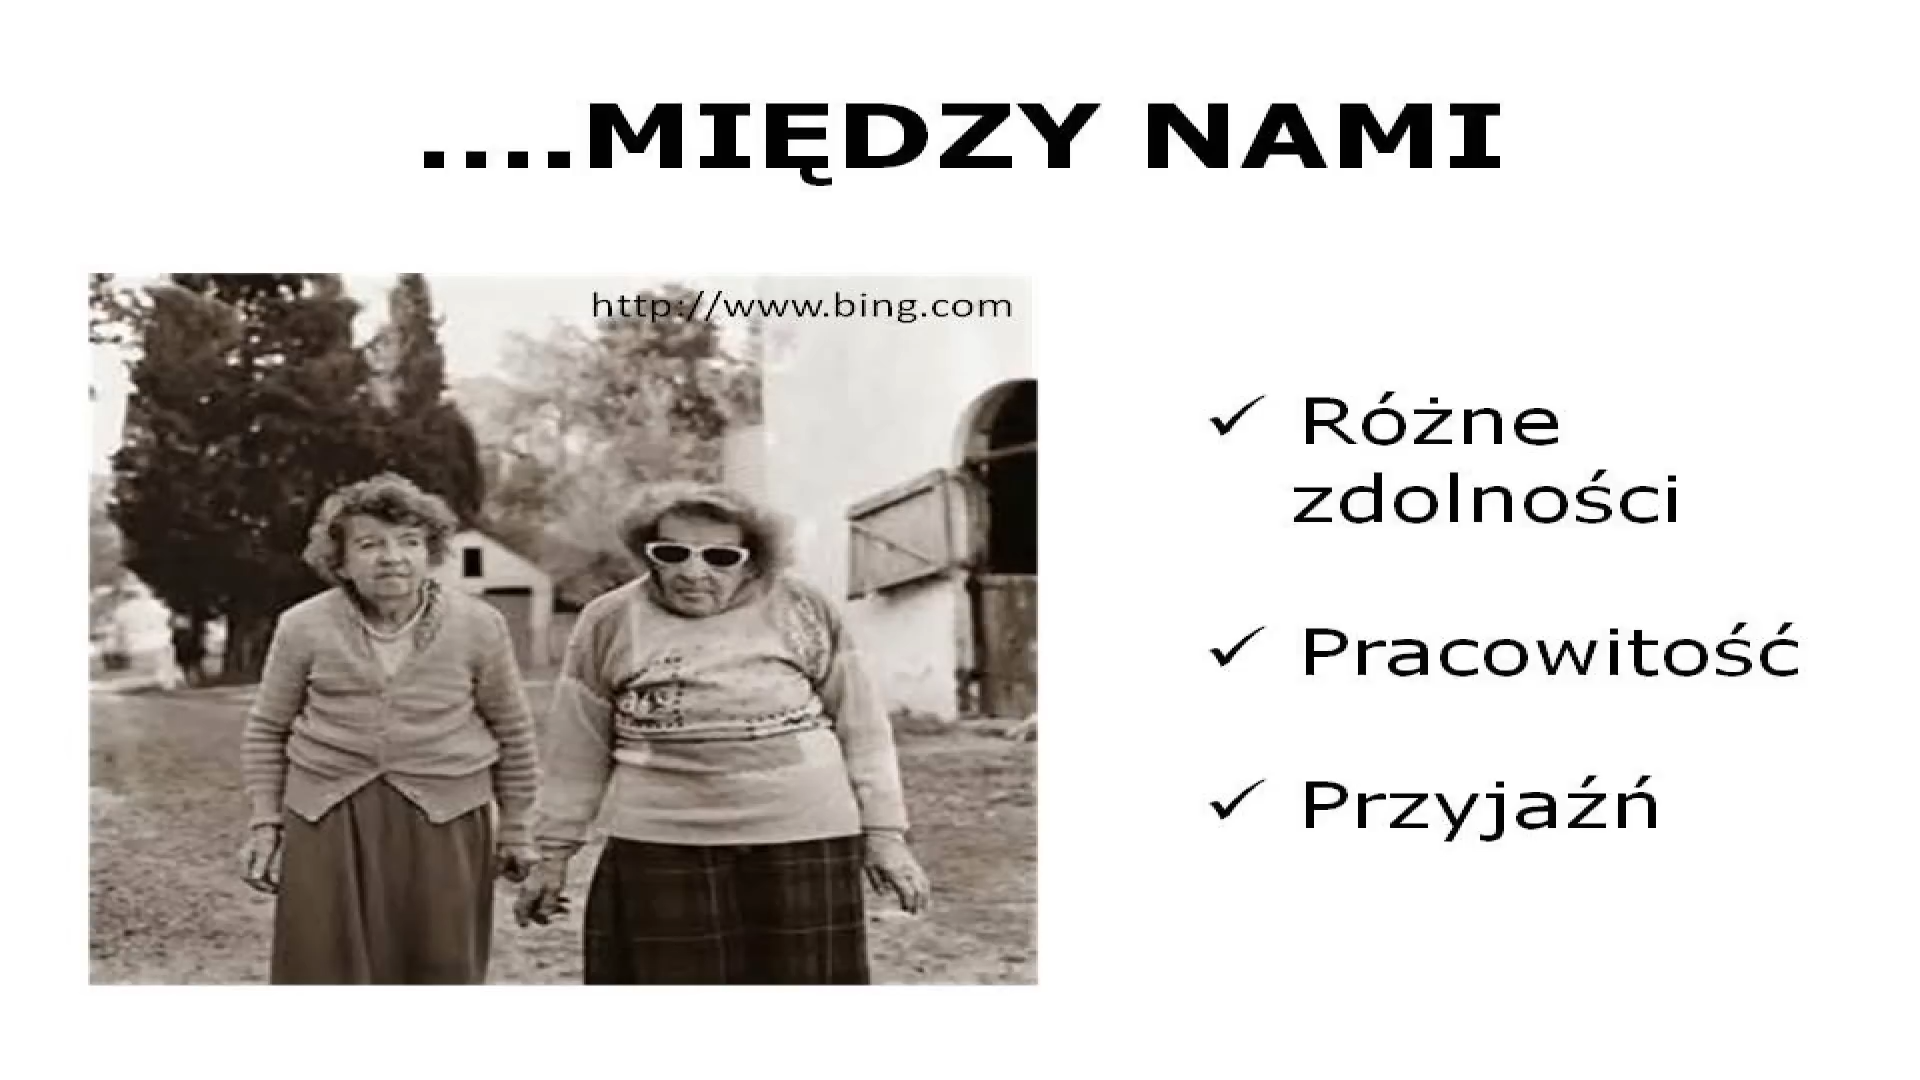 ....MIĘDZY NAMI
http://www.bing.com
✓ Różne
zdolności
✓ Pracowitość
✓ Przyjaźń